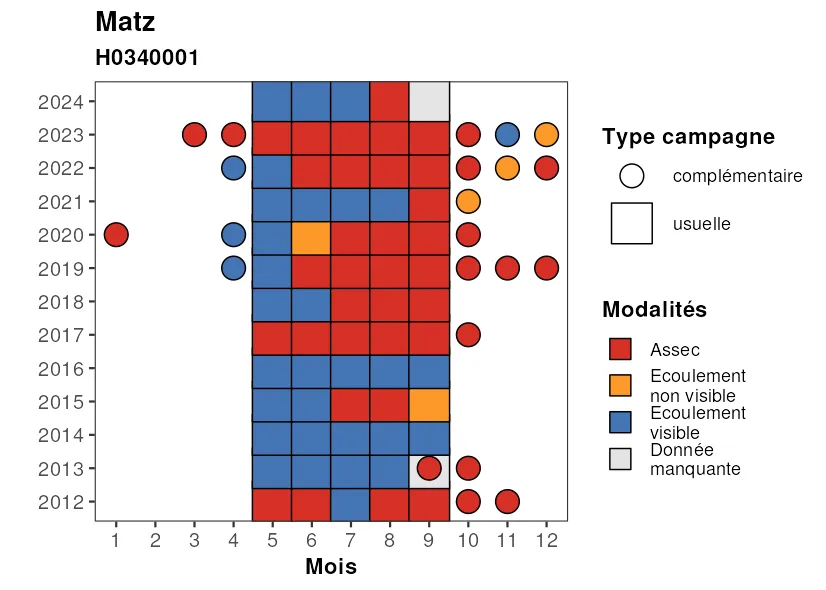 Matz
H0340001
2024
2023
2022
2021
2020
2019
2018
2017
2016
2015
2014
2013
2012
1 2 3 4 5 6 7 8 9 10 11 12
Mois
Type campagne
complémentaire
usuelle
Modalités
Assec
Ecoulement
non visible
Ecoulement
visible
Donnée
manquante